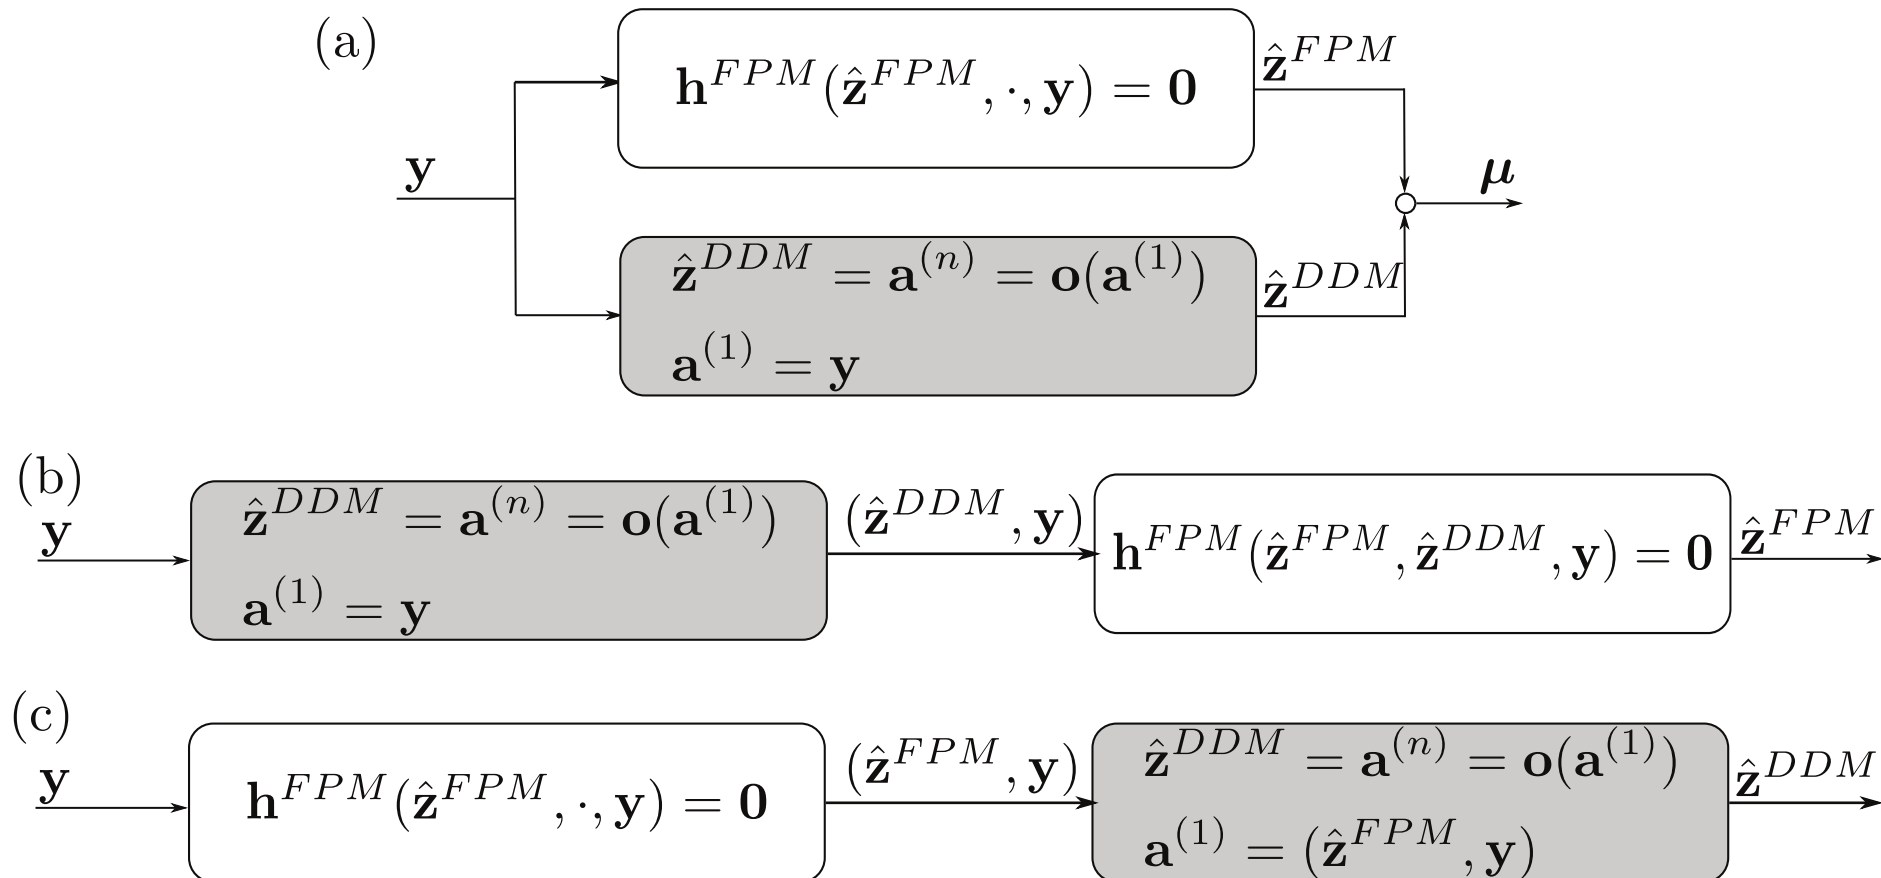 (a)
y
h^{FPM}(ẑ^{FPM}, ·, y) = 0
ẑ^{FPM}
ẑ^{DDM} = a^{(n)} = o(a^{(1)})
a^{(1)} = y
ẑ^{DDM}
μ
(b)
y
ẑ^{DDM} = a^{(n)} = o(a^{(1)})
a^{(1)} = y
(ẑ^{DDM}, y)
h^{FPM}(ẑ^{FPM}, ẑ^{DDM}, y) = 0
ẑ^{FPM}
(c)
y
h^{FPM}(ẑ^{FPM}, ·, y) = 0
(ẑ^{FPM}, y)
ẑ^{DDM} = a^{(n)} = o(a^{(1)})
a^{(1)} = (ẑ^{FPM}, y)
ẑ^{DDM}